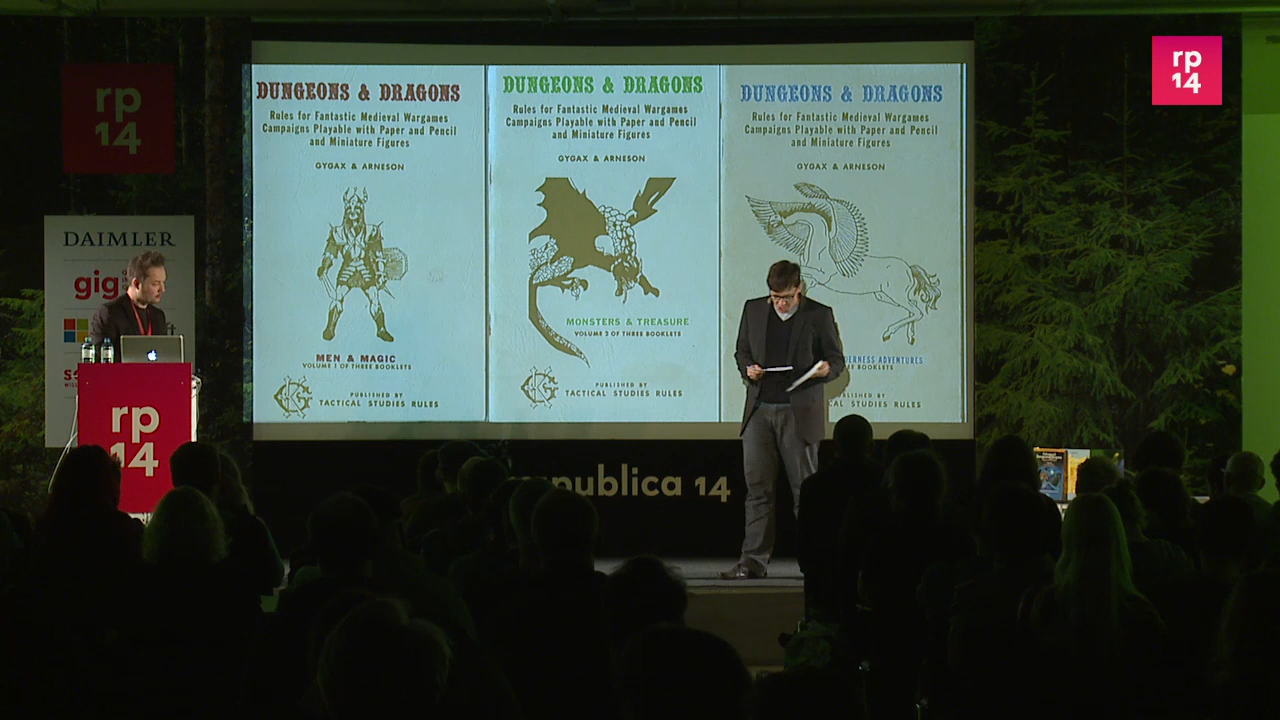 rp
14
rp
14
DAIMLER
gig
rp
14
DUNGEONS & DRAGONS
Rules for Fantastic Medieval Wargames
Campaigns Playable with Paper and Pencil
and Miniature Figures
GYGAX & ARNESON
MEN & MAGIC
VOLUME 1 OF THREE BOOKLETS
PUBLISHED BY
TACTICAL STUDIES RULES
DUNGEONS & DRAGONS
Rules for Fantastic Medieval Wargames
Campaigns Playable with Paper and Pencil
and Miniature Figures
GYGAX & ARNESON
MONSTERS & TREASURE
VOLUME 2 OF THREE BOOKLETS
PUBLISHED BY
TACTICAL STUDIES RULES
DUNGEONS & DRAGONS
Rules for Fantastic Medieval Wargames
Campaigns Playable with Paper and Pencil
and Miniature Figures
GYGAX & ARNESON
DERNESS ADVENTURES
BOOKLETS
LISHED BY
TAL STUDIES RULES
publica 14